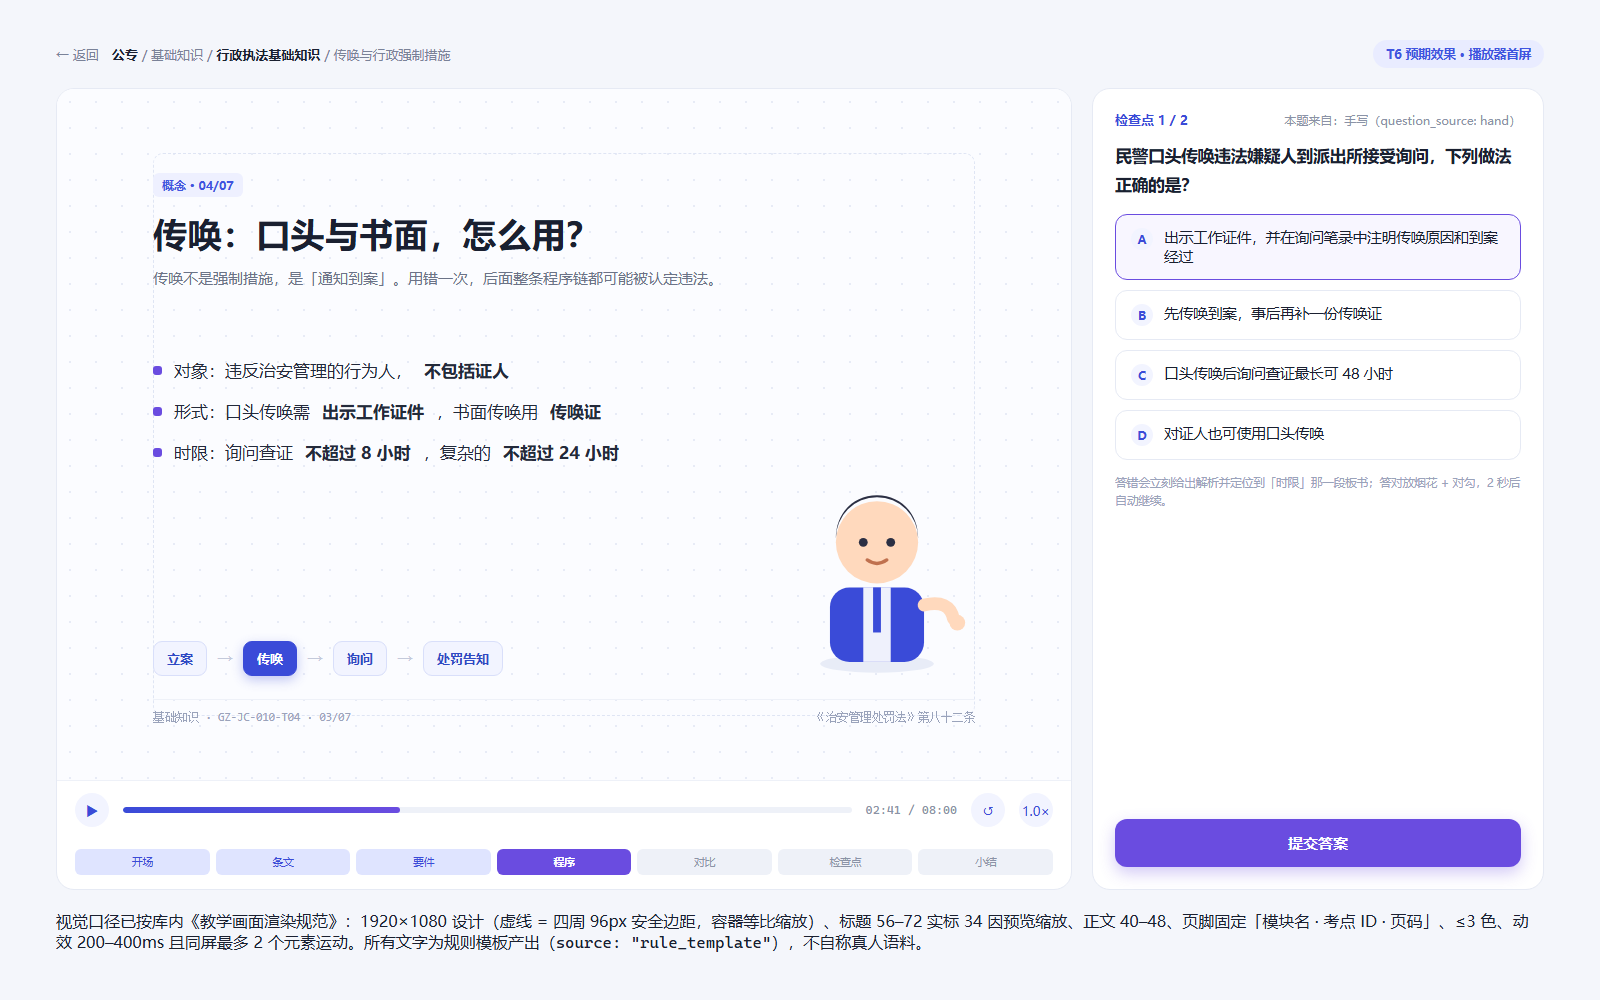 ← 返回 公专 / 基础知识 / 行政执法基础知识 / 传唤与行政强制措施
T6 预期效果 • 播放器首屏
概念 • 04/07
传唤：口头与书面，怎么用？
传唤不是强制措施，是「通知到案」。用错一次，后面整条程序链都可能被认定违法。
对象：违反治安管理的行为人， 不包括证人
形式：口头传唤需 出示工作证件 ，书面传唤用 传唤证
时限：询问查证 不超过 8 小时 ，复杂的 不超过 24 小时
立案 → 传唤 → 询问 → 处罚告知
基础知识 · GZ-JC-010-T04 · 03/07
《治安管理处罚法》第八十二条
02:41 / 08:00
↺
1.0×
开场 条文 要件 程序 对比 检查点 小结
检查点 1 / 2
本题来自：手写（question_source: hand）
民警口头传唤违法嫌疑人到派出所接受询问，下列做法
正确的是？
A 出示工作证件，并在询问笔录中注明传唤原因和到案
经过
B 先传唤到案，事后再补一份传唤证
C 口头传唤后询问查证最长可 48 小时
D 对证人也可使用口头传唤
答错会立刻给出解析并定位到「时限」那一段板书；答对放烟花 + 对勾，2 秒后
自动继续。
提交答案
视觉口径已按库内《教学画面渲染规范》：1920×1080 设计（虚线 = 四周 96px 安全边距，容器等比缩放）、标题 56–72 实标 34 因预览缩放、正文 40–48、页脚固定「模块名 · 考点 ID · 页码」、≤3 色、动
效 200–400ms 且同屏最多 2 个元素运动。所有文字为规则模板产出（source: "rule_template"），不自称真人语料。